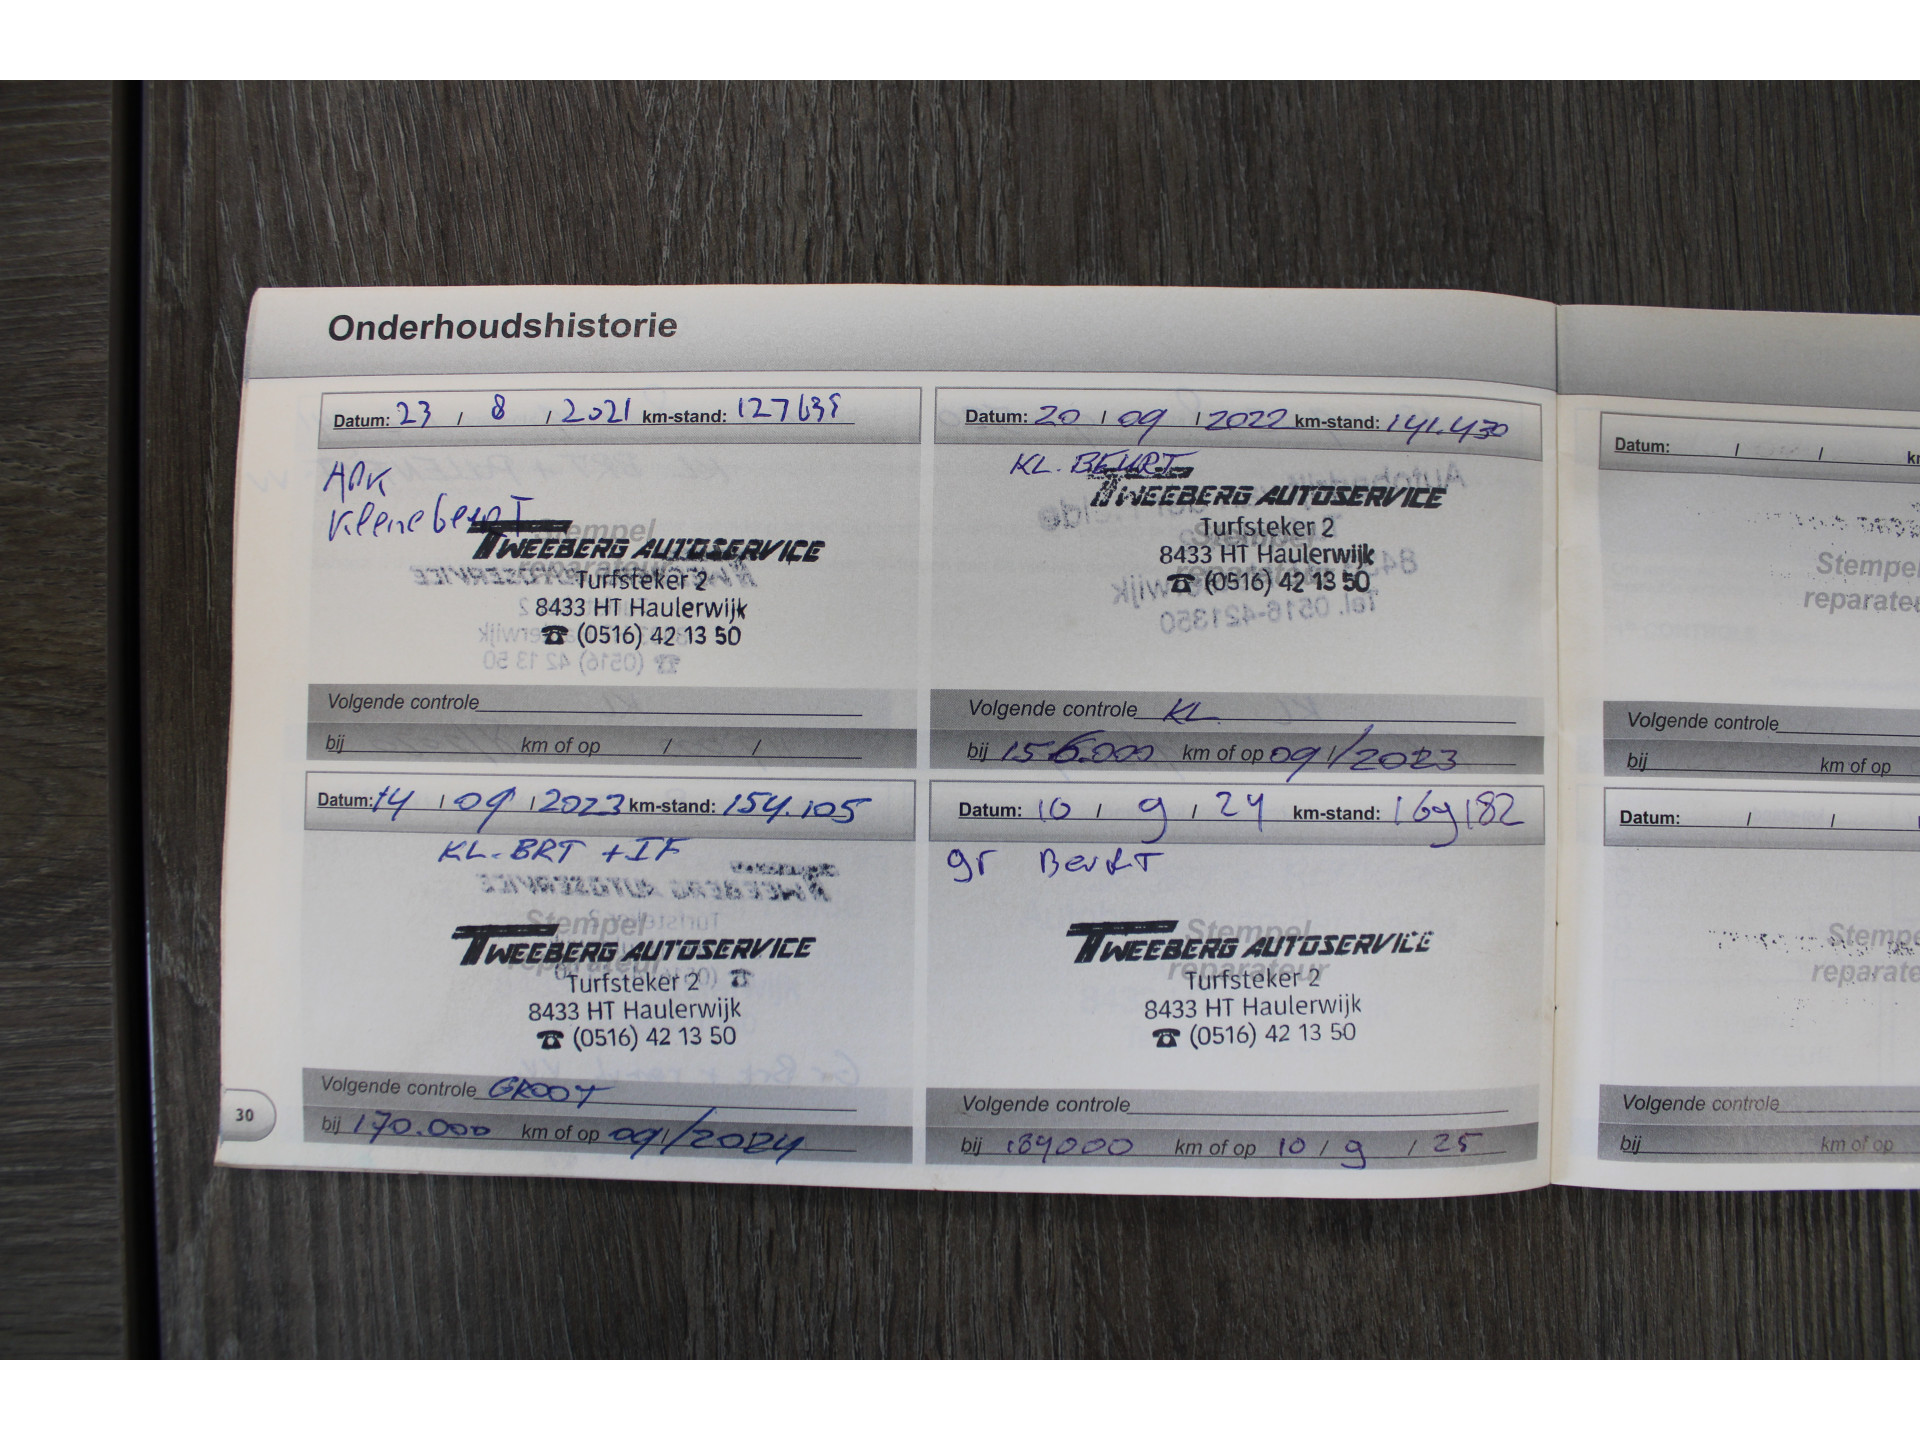 Onderhoudshistorie
Datum: 23 / 8 / 2021 km-stand: 127639
APK
Kleine beurt
Stempel
reparateur
TWEEBERG AUTOSERVICE
Turfsteker 2
8433 HT Haulerwijk
☎ (0516) 42 13 50
Volgende controle
bij km of op / /
Datum: 20 / 09 / 2022 km-stand: 141.430
KL. BEURT
TWEEBERG AUTOSERVICE
Turfsteker 2
8433 HT Haulerwijk
☎ (0516) 42 13 50
Volgende controle KL
bij 156.000 km of op 09 / 2023
Datum: 14 / 09 / 2023 km-stand: 154.105
KL. BRT + IF
Stempel
reparateur
TWEEBERG AUTOSERVICE
Turfsteker 2
8433 HT Haulerwijk
☎ (0516) 42 13 50
Volgende controle GROOT
bij 170.000 km of op 09 / 2024
Datum: 10 / 9 / 24 km-stand: 169182
gr Beurt
Stempel
reparateur
TWEEBERG AUTOSERVICE
Turfsteker 2
8433 HT Haulerwijk
☎ (0516) 42 13 50
Volgende controle
bij 184000 km of op 10 / 9 / 25
30
Datum: / /
Stempel
Volgende controle
bij km of op
Datum: / /
Volgende controle
bij km of op